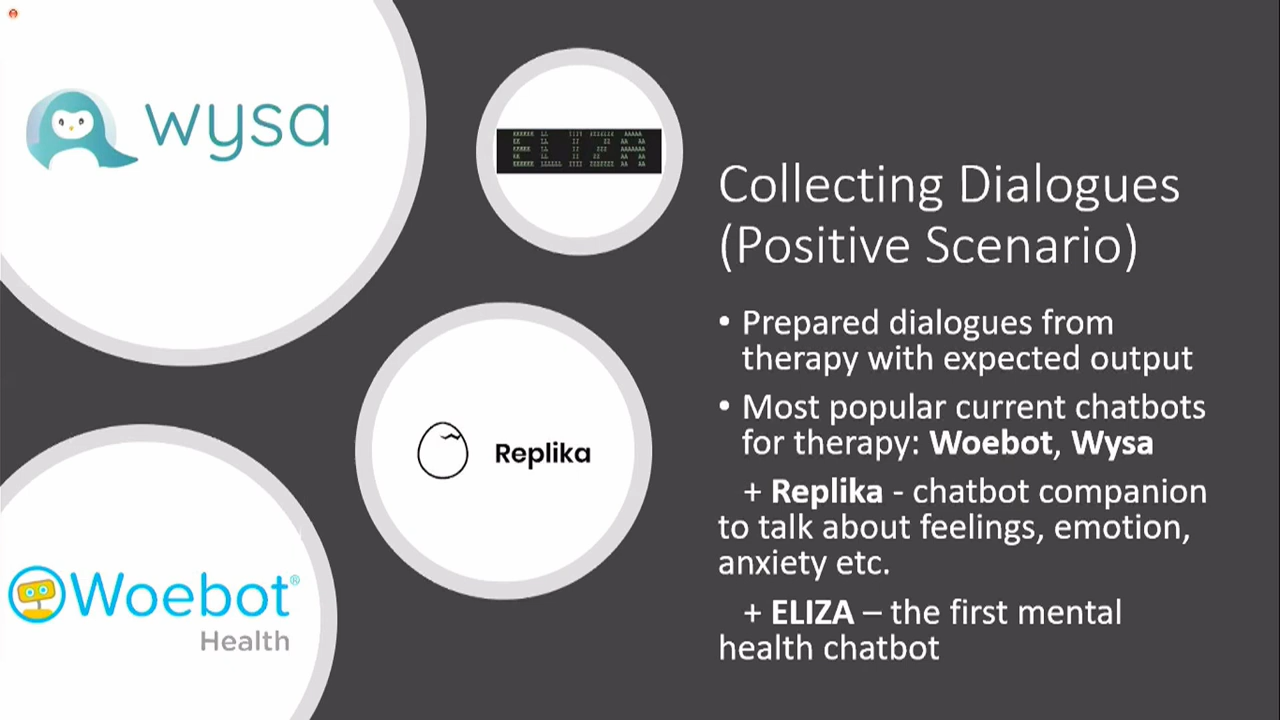 wysa
ELIZA
Collecting Dialogues
(Positive Scenario)
• Prepared dialogues from
therapy with expected output
• Most popular current chatbots
for therapy: Woebot, Wysa
+ Replika - chatbot companion
to talk about feelings, emotion,
anxiety etc.
+ ELIZA – the first mental
health chatbot
Replika
Woebot®
Health